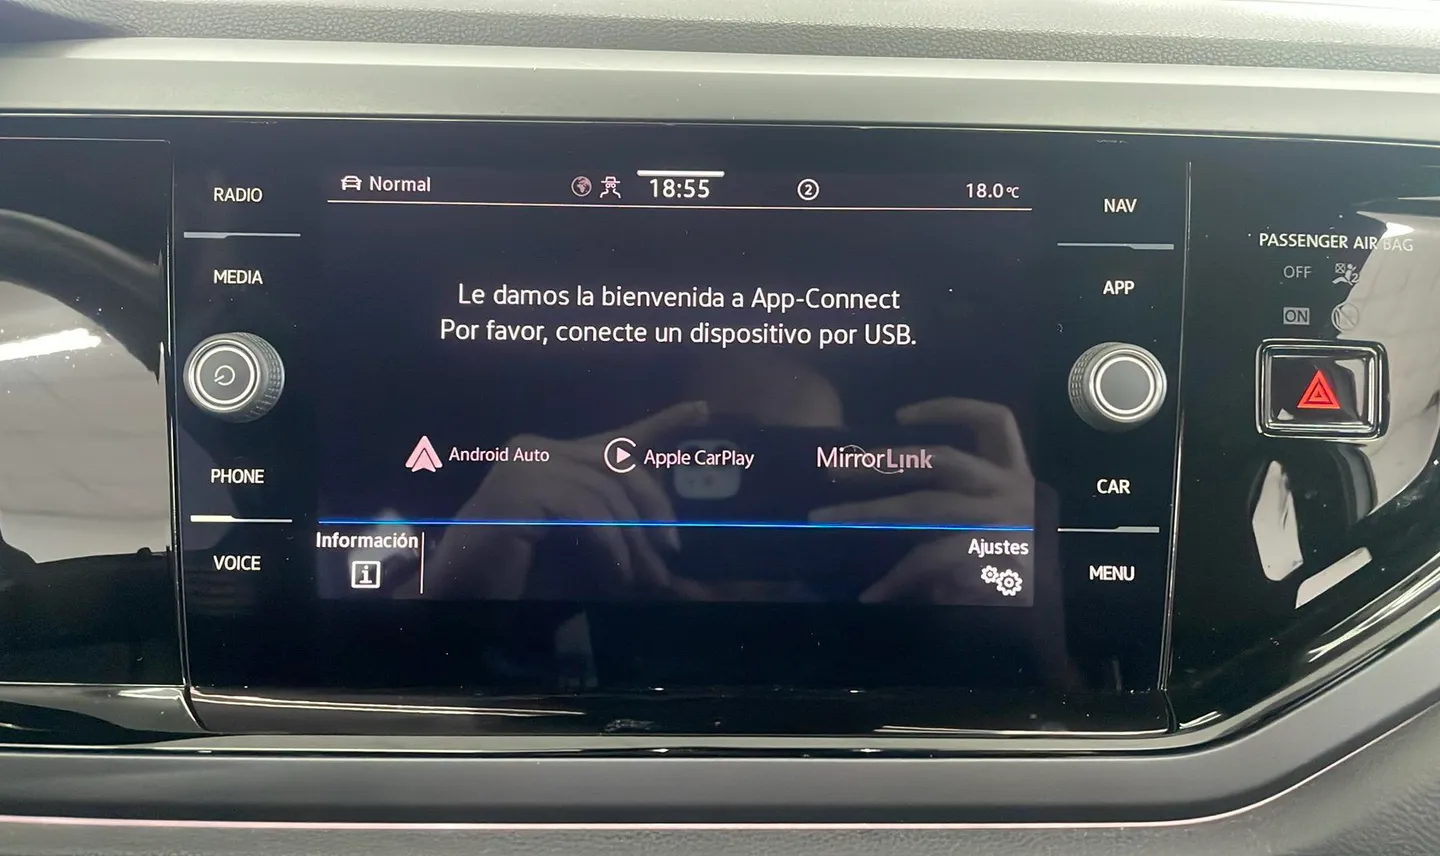 RADIO
MEDIA
PHONE
VOICE
Normal
18:55
2
18.0°C
Le damos la bienvenida a App-Connect
Por favor, conecte un dispositivo por USB.
Android Auto
Apple CarPlay
MirrorLink
Información
i
Ajustes
NAV
APP
CAR
MENU
PASSENGER AIR BAG
OFF
2
ON